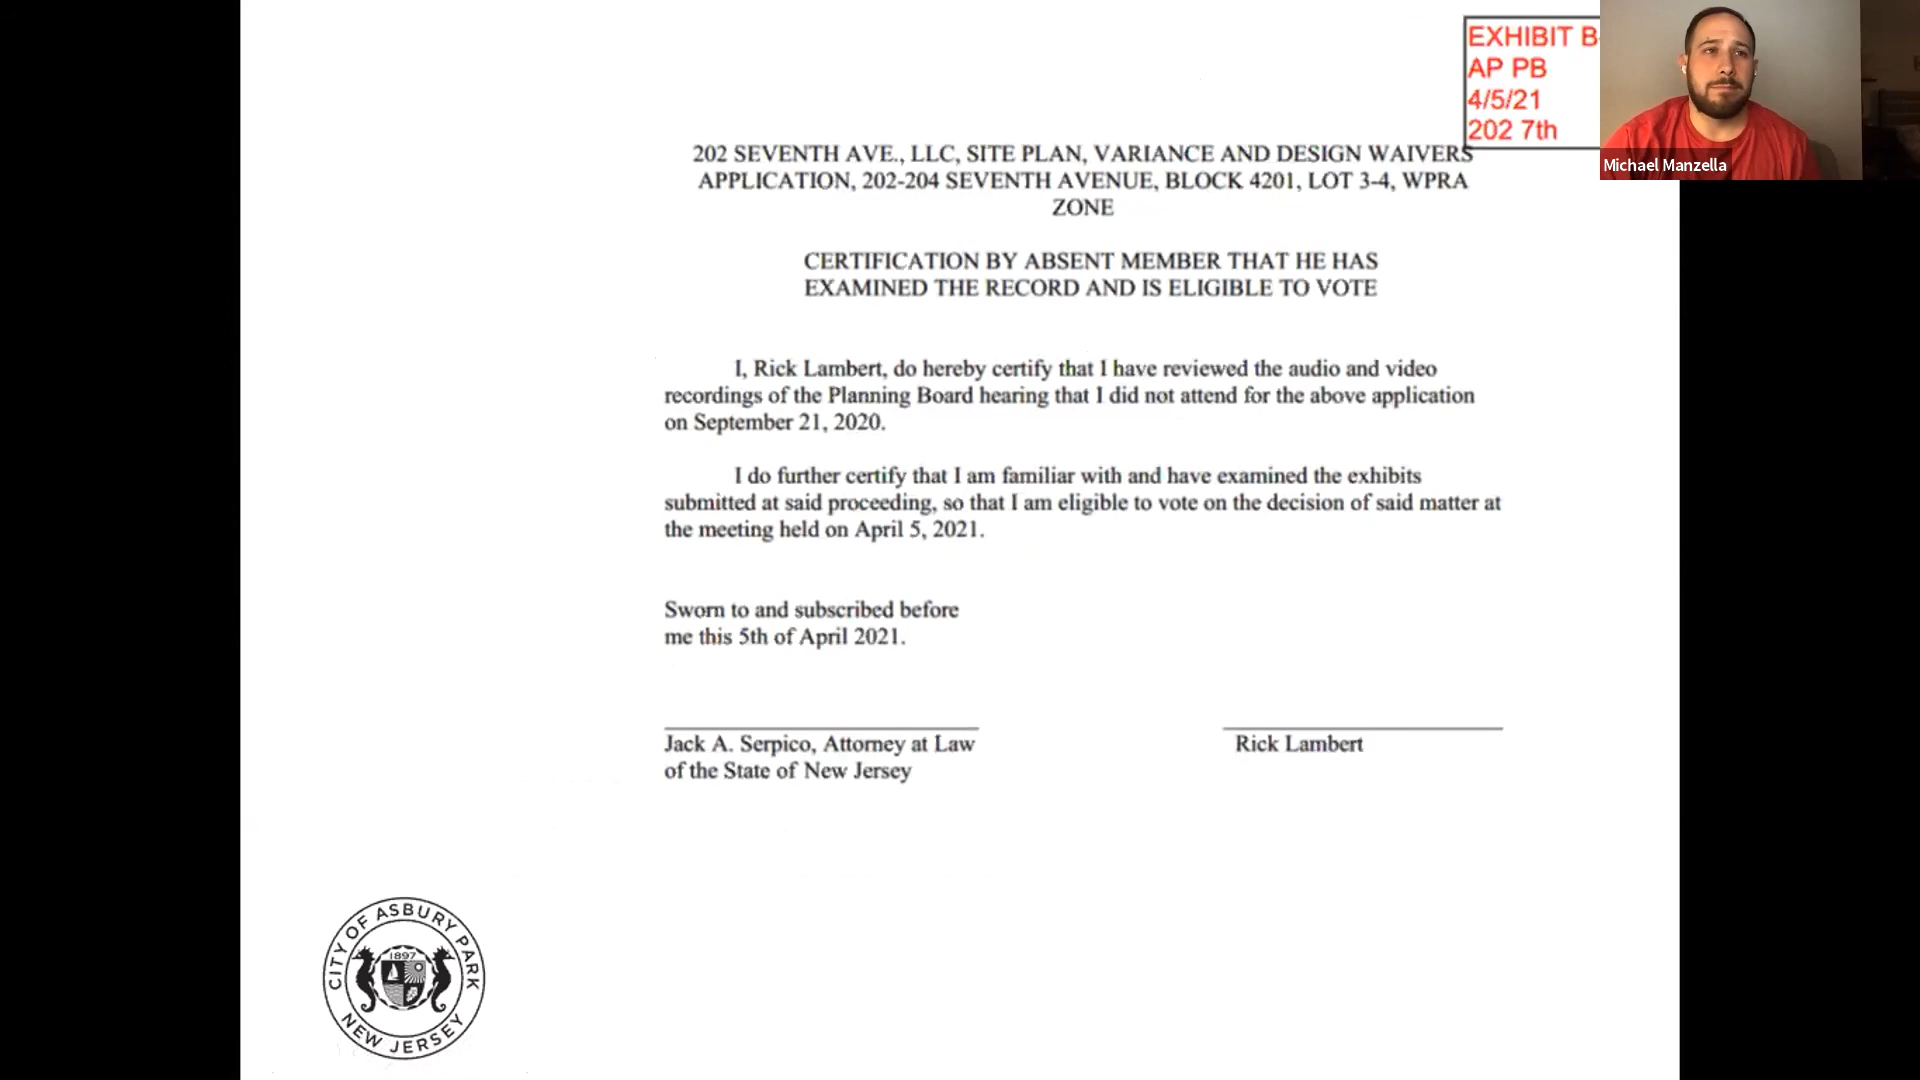 EXHIBIT B-
AP PB
4/5/21
202 7th
Michael Manzella
202 SEVENTH AVE., LLC, SITE PLAN, VARIANCE AND DESIGN WAIVERS
APPLICATION, 202-204 SEVENTH AVENUE, BLOCK 4201, LOT 3-4, WPRA
ZONE
CERTIFICATION BY ABSENT MEMBER THAT HE HAS
EXAMINED THE RECORD AND IS ELIGIBLE TO VOTE
I, Rick Lambert, do hereby certify that I have reviewed the audio and video
recordings of the Planning Board hearing that I did not attend for the above application
on September 21, 2020.
I do further certify that I am familiar with and have examined the exhibits
submitted at said proceeding, so that I am eligible to vote on the decision of said matter at
the meeting held on April 5, 2021.
Sworn to and subscribed before
me this 5th of April 2021.
Jack A. Serpico, Attorney at Law
of the State of New Jersey
Rick Lambert
CITY OF ASBURY PARK
1897
NEW JERSEY